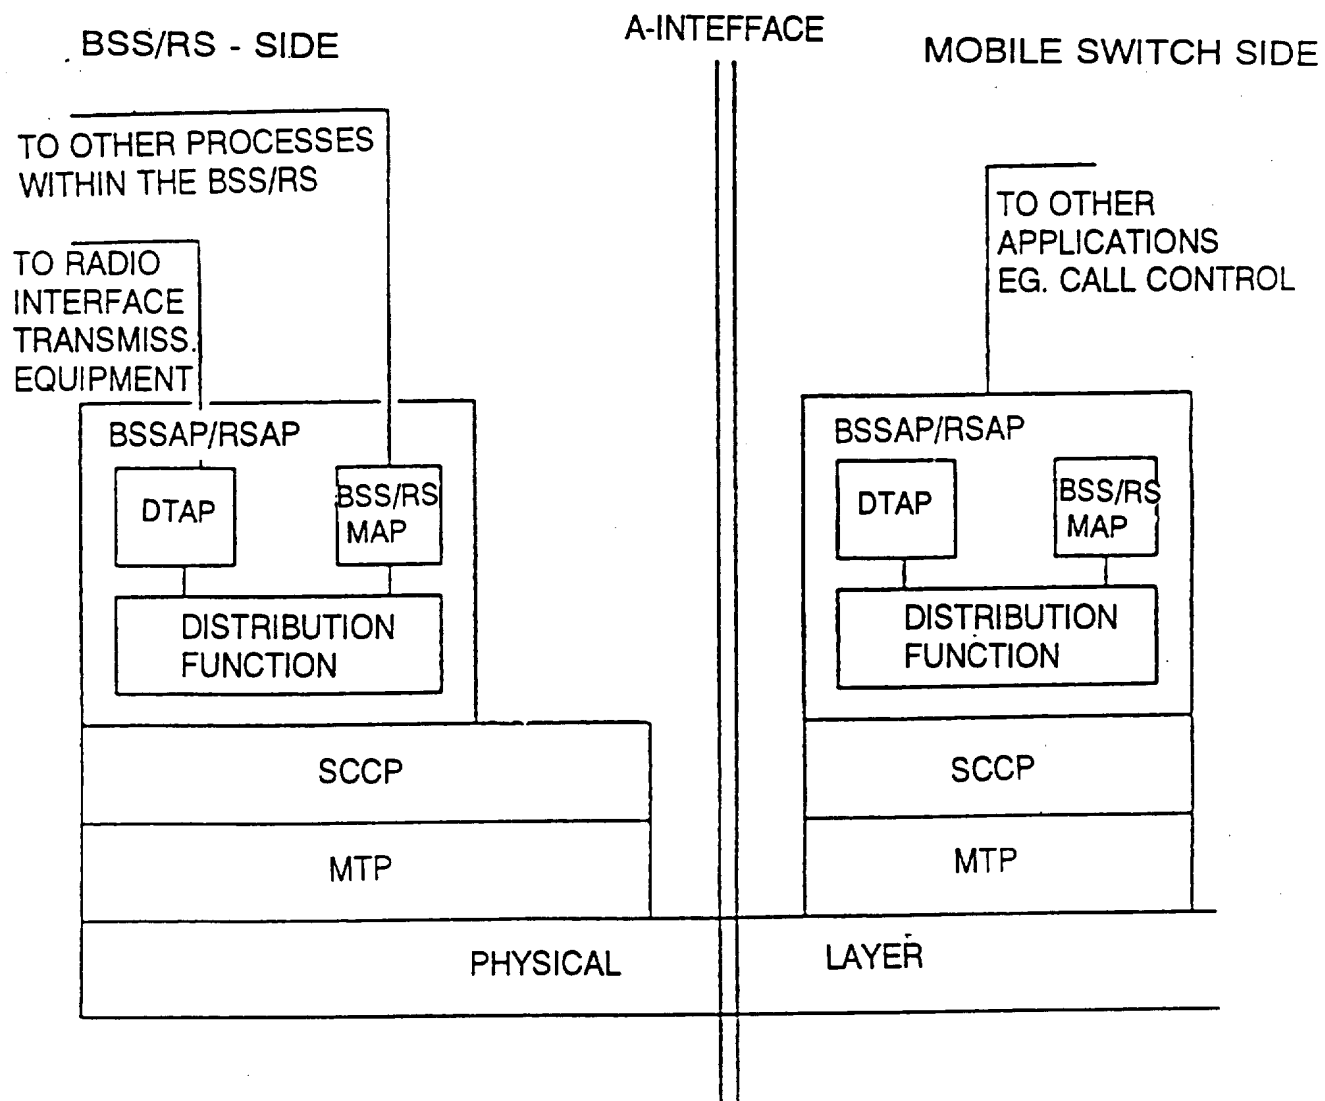 BSS/RS - SIDE
A-INTEFFACE
MOBILE SWITCH SIDE
TO OTHER PROCESSES
WITHIN THE BSS/RS
TO RADIO
INTERFACE
TRANSMISS.
EQUIPMENT
TO OTHER
APPLICATIONS
EG. CALL CONTROL
BSSAP/RSAP
DTAP
BSS/RS
MAP
DISTRIBUTION
FUNCTION
SCCP
MTP
BSSAP/RSAP
DTAP
BSS/RS
MAP
DISTRIBUTION
FUNCTION
SCCP
MTP
PHYSICAL LAYER